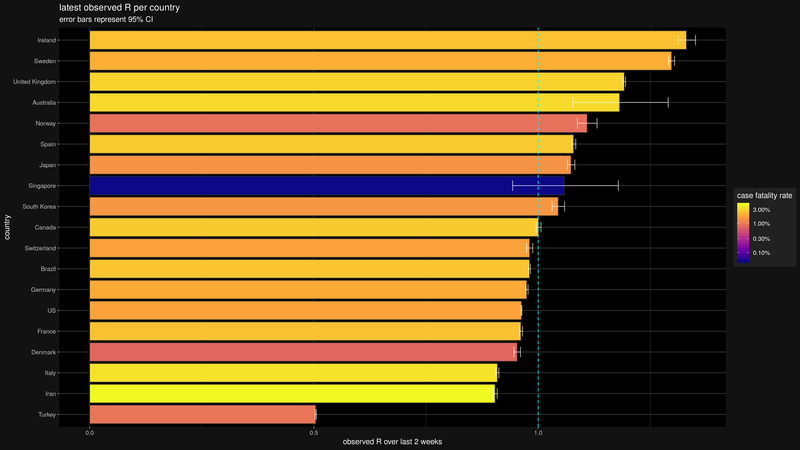 latest observed R per country
error bars represent 95% CI
country
Ireland
Sweden
United Kingdom
Australia
Norway
Spain
Japan
Singapore
South Korea
Canada
Switzerland
Brazil
Germany
US
France
Denmark
Italy
Iran
Turkey
0.0
0.5
1.0
observed R over last 2 weeks
case fatality rate
3.00%
1.00%
0.30%
0.10%